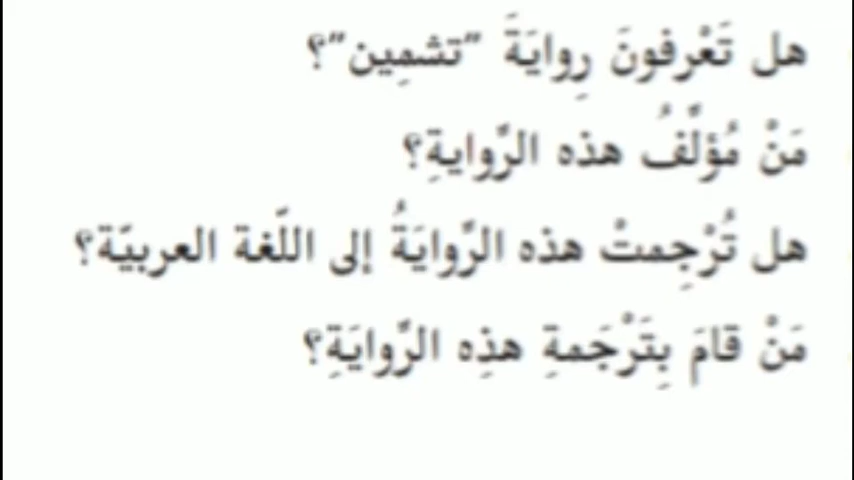 هل تَعْرفونَ رِوايَةَ ”تشمِين”؟
مَنْ مُؤلِّفُ هذه الرِّوايةِ؟
هل تُرْجِمتْ هذه الرِّوايَةُ إلى اللّغة العربيّة؟
مَنْ قامَ بِتَرْجَمةِ هذِه الرِّوايَةِ؟